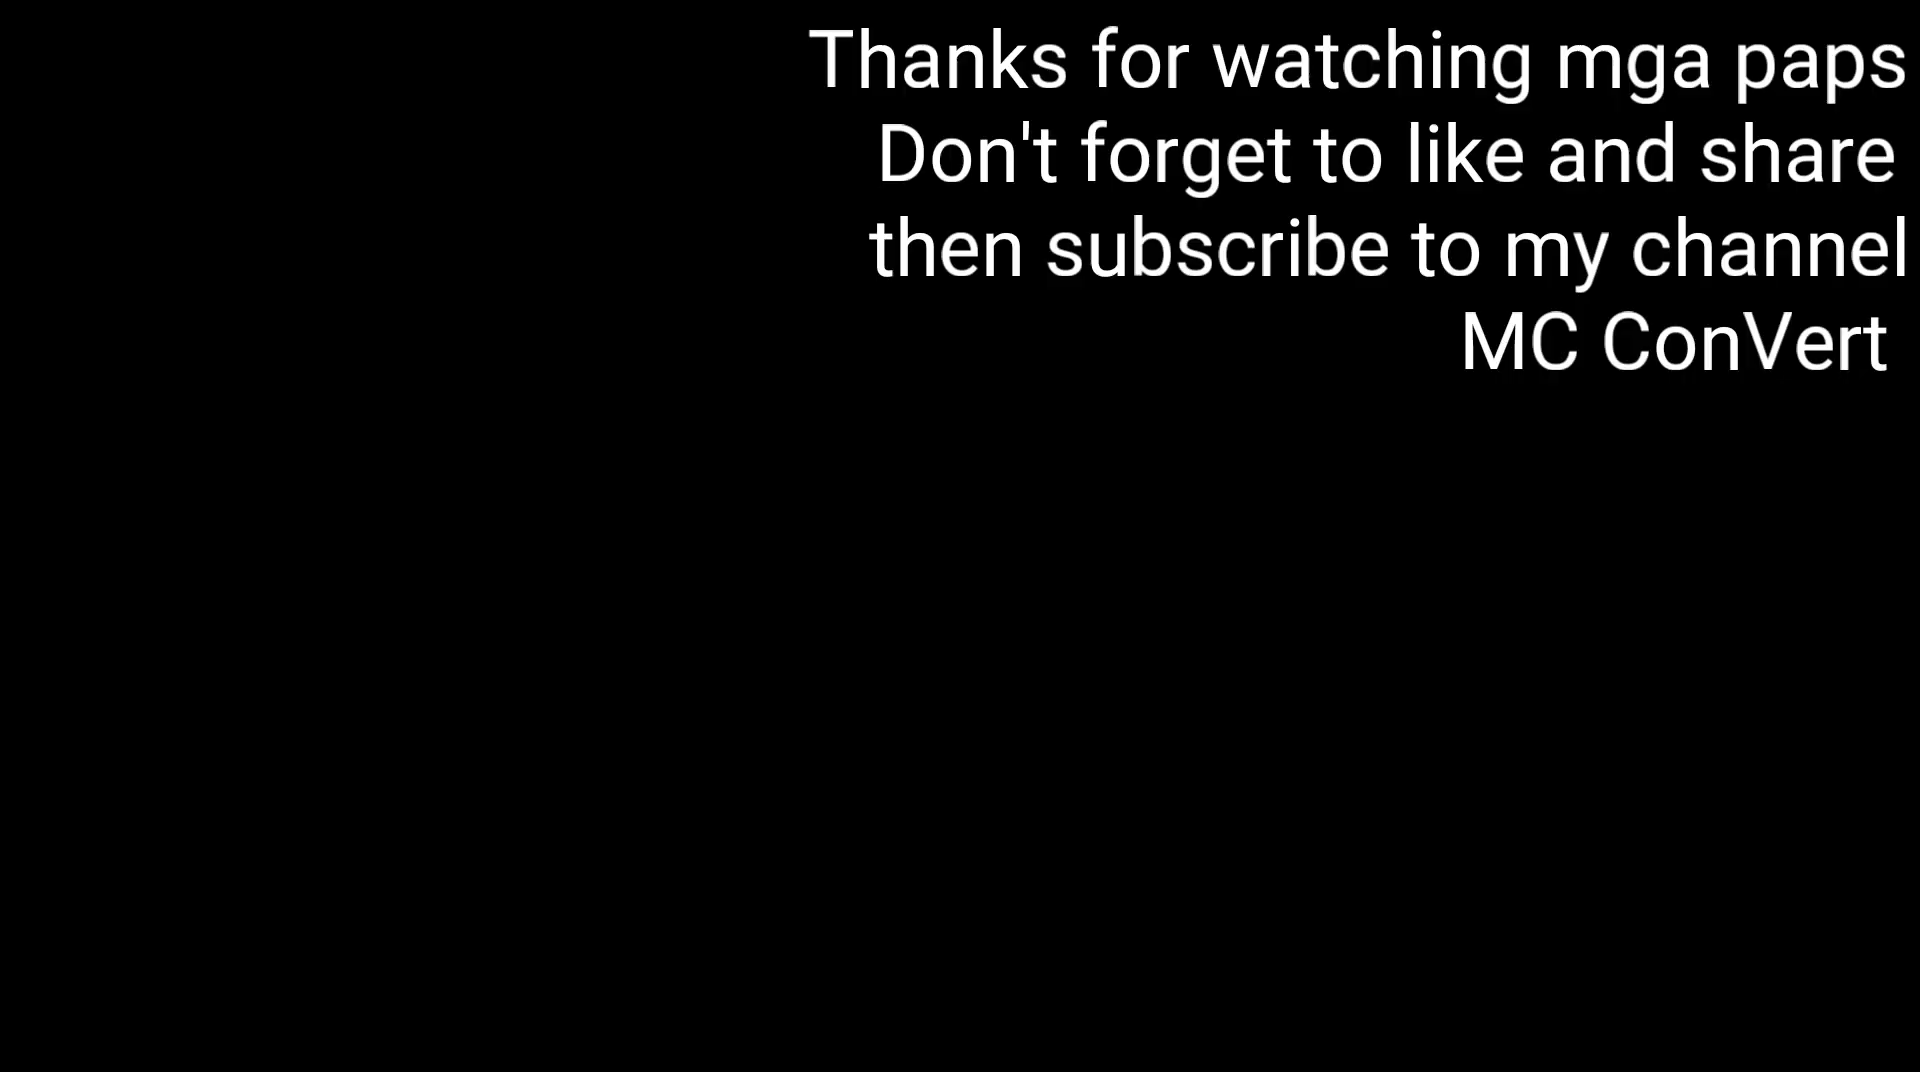 Thanks for watching mga paps
Don't forget to like and share
then subscribe to my channel
MC ConVert